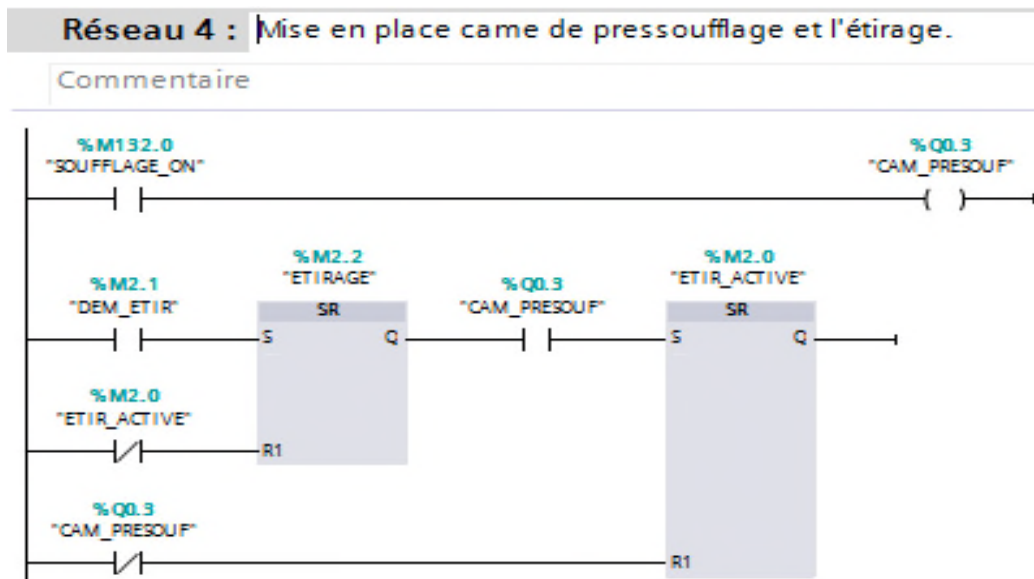 Réseau 4 : Mise en place came de pressoufflage et l'étirage.
Commentaire
%M132.0
"SOUFFLAGE_ON"
%Q0.3
"CAM_PRESOUF"
%M2.2
"ETIRAGE"
%M2.0
"ETIR_ACTIVE"
%M2.1
"DEM_ETIR"
%Q0.3
"CAM_PRESOUF"
SR
SR
S Q
S Q
%M2.0
"ETIR_ACTIVE"
R1
%Q0.3
"CAM_PRESOUF"
R1